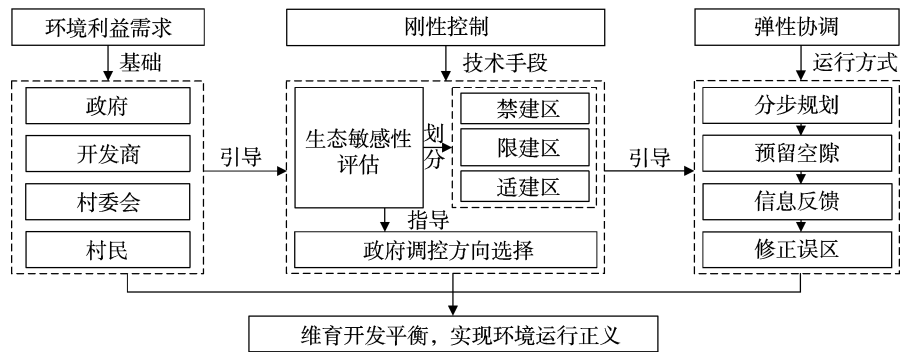 环境利益需求
刚性控制
弹性协调
基础
技术手段
运行方式
政府
开发商
村委会
村民
引导
生态敏感性
评估
划
分
禁建区
限建区
适建区
指导
政府调控方向选择
引导
分步规划
预留空隙
信息反馈
修正误区
维育开发平衡，实现环境运行正义